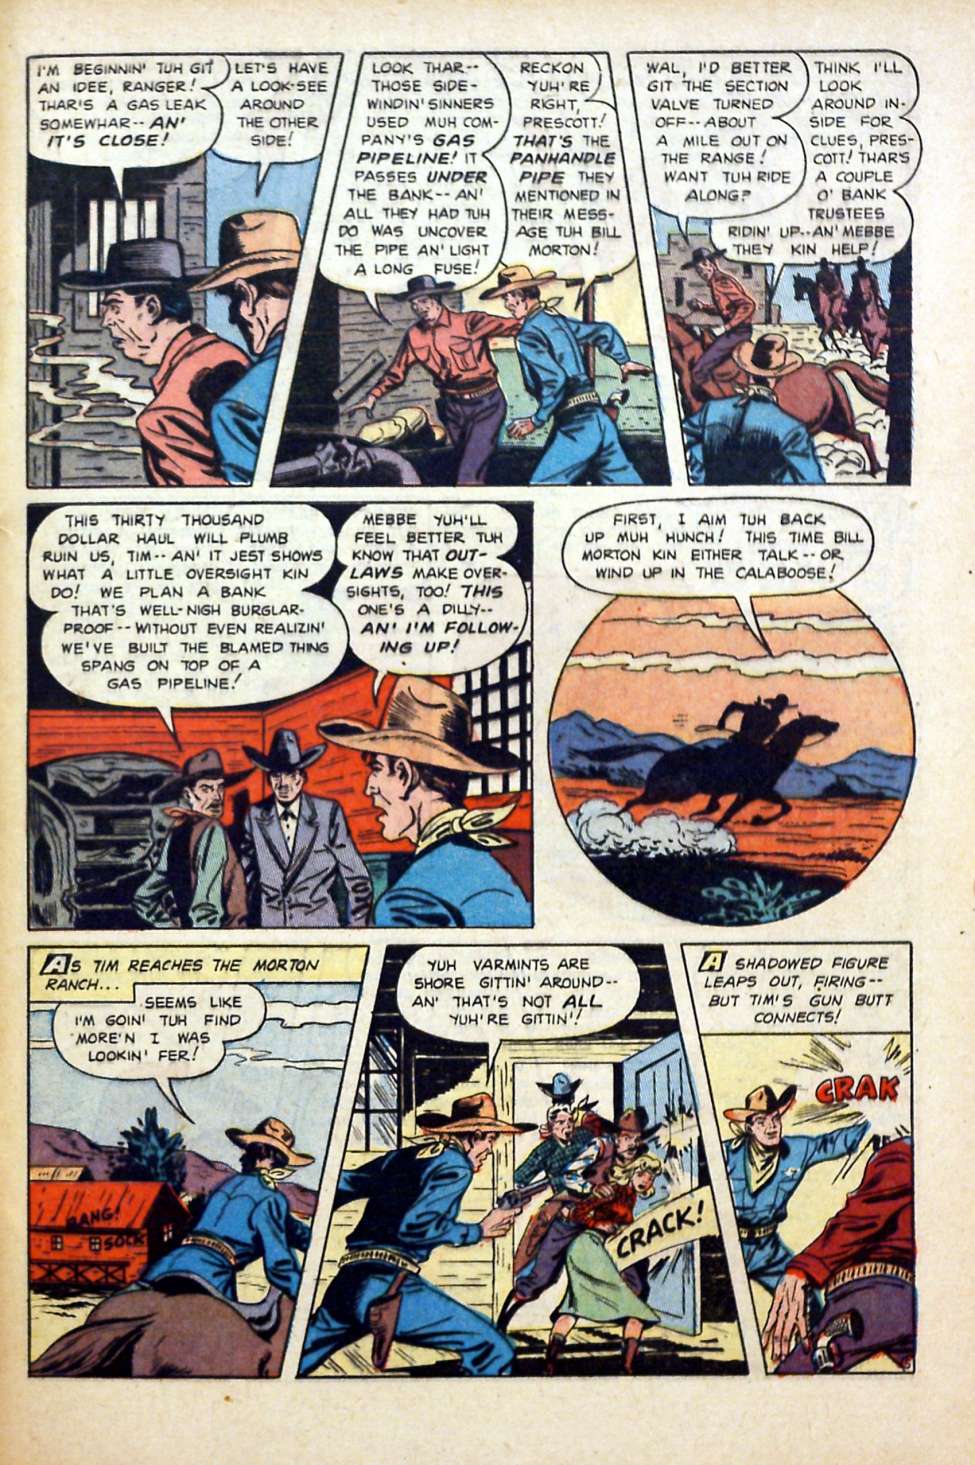 I'M BEGINNIN' TUH GIT
AN IDEE, RANGER!
THAR'S A GAS LEAK
SOMEWHAR-- AN'
IT'S CLOSE!
LET'S HAVE
A LOOK-SEE
AROUND
THE OTHER
SIDE!
LOOK THAR--
THOSE SIDE-
WINDIN' SINNERS
USED MUH COM-
PANY'S GAS
PIPELINE! IT
PASSES UNDER
THE BANK-- AN'
ALL THEY HAD TUH
DO WAS UNCOVER
THE PIPE AN' LIGHT
A LONG FUSE!
RECKON
YUH'RE
RIGHT,
PRESCOTT!
THAT'S THE
PANHANDLE
PIPE THEY
MENTIONED IN
THEIR MESS-
AGE TUH BILL
MORTON!
WAL, I'D BETTER
GIT THE SECTION
VALVE TURNED
OFF-- ABOUT
A MILE OUT ON
THE RANGE!
WANT TUH RIDE
ALONG?
THINK I'LL
LOOK
AROUND IN-
SIDE FOR
CLUES, PRES-
COTT! THAR'S
A COUPLE
O' BANK
TRUSTEES
RIDIN' UP--AN' MEBBE
THEY KIN HELP!
THIS THIRTY THOUSAND
DOLLAR HAUL WILL PLUMB
RUIN US, TIM-- AN' IT JEST SHOWS
WHAT A LITTLE OVERSIGHT KIN
DO! WE PLAN A BANK
THAT'S WELL-NIGH BURGLAR-
PROOF-- WITHOUT EVEN REALIZIN'
WE'VE BUILT THE BLAMED THING
SPANG ON TOP OF A
GAS PIPELINE!
MEBBE YUH'LL
FEEL BETTER TUH
KNOW THAT OUT-
LAWS MAKE OVER-
SIGHTS, TOO! THIS
ONE'S A DILLY--
AN' I'M FOLLOW-
ING UP!
FIRST, I AIM TUH BACK
UP MUH HUNCH! THIS TIME BILL
MORTON KIN EITHER TALK-- OR
WIND UP IN THE CALABOOSE!
AS TIM REACHES THE MORTON
RANCH...
SEEMS LIKE
I'M GOIN' TUH FIND
MORE'N I WAS
LOOKIN' FER!
BANG!
SOCK
YUH VARMINTS ARE
SHORE GITTIN' AROUND--
AN' THAT'S NOT ALL
YUH'RE GITTIN'!
CRACK!
A SHADOWED FIGURE
LEAPS OUT, FIRING--
BUT TIM'S GUN BUTT
CONNECTS!
CRAK